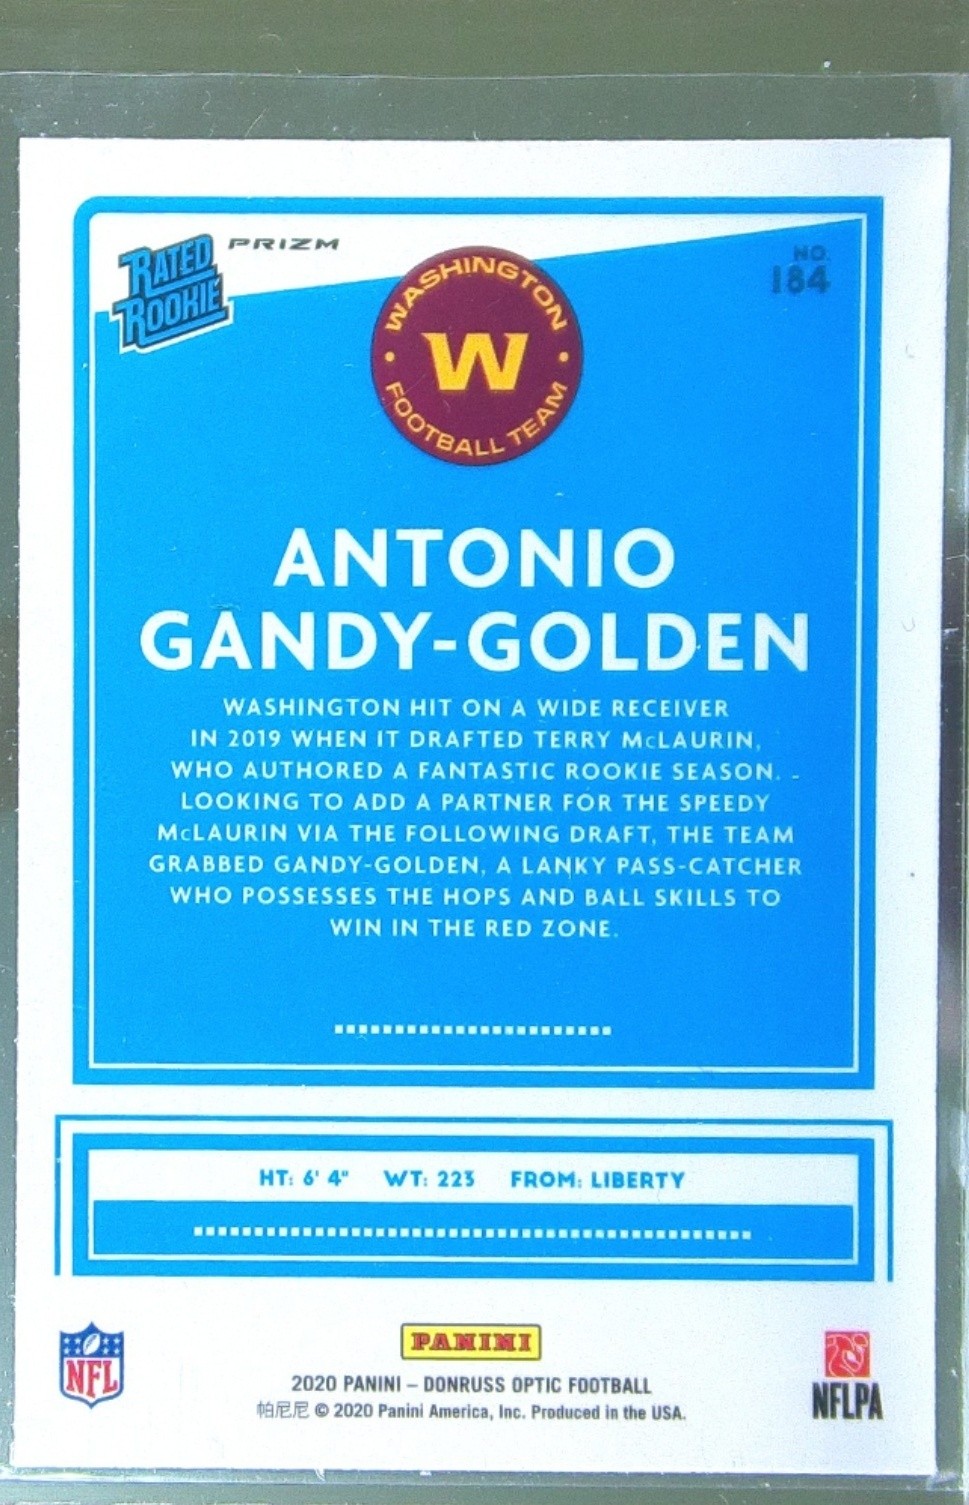 RATED
ROOKIE
PRIZM
NO.
184
WASHINGTON
W
FOOTBALL TEAM
ANTONIO
GANDY-GOLDEN
WASHINGTON HIT ON A WIDE RECEIVER
IN 2019 WHEN IT DRAFTED TERRY McLAURIN,
WHO AUTHORED A FANTASTIC ROOKIE SEASON.
LOOKING TO ADD A PARTNER FOR THE SPEEDY
McLAURIN VIA THE FOLLOWING DRAFT, THE TEAM
GRABBED GANDY-GOLDEN, A LANKY PASS-CATCHER
WHO POSSESSES THE HOPS AND BALL SKILLS TO
WIN IN THE RED ZONE.
HT: 6' 4" WT: 223 FROM: LIBERTY
NFL
PANINI
NFLPA
2020 PANINI – DONRUSS OPTIC FOOTBALL
帕尼尼 © 2020 Panini America, Inc. Produced in the USA.